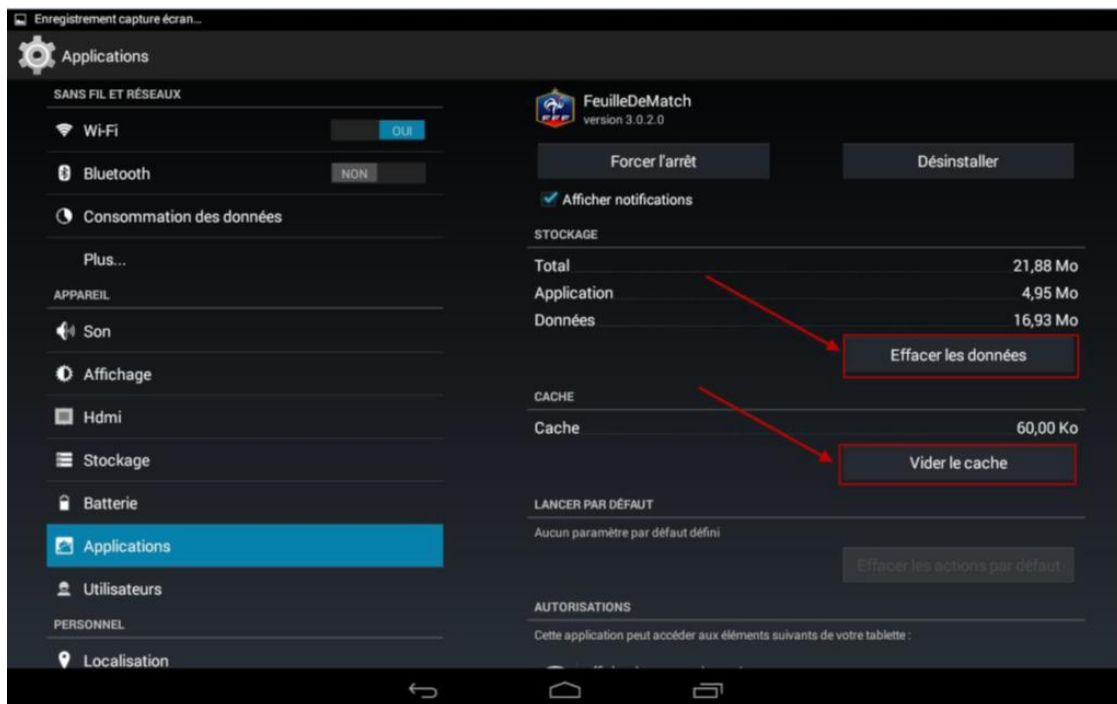 Enregistrement capture écran...
Applications
SANS FIL ET RÉSEAUX
Wi-Fi
OUI
Bluetooth
NON
Consommation des données
Plus...
APPAREIL
Son
Affichage
Hdmi
Stockage
Batterie
Applications
Utilisateurs
PERSONNEL
Localisation
FeuilleDeMatch
version 3.0.2.0
Forcer l'arrêt
Désinstaller
Afficher notifications
STOCKAGE
Total 21,88 Mo
Application 4,95 Mo
Données 16,93 Mo
Effacer les données
CACHE
Cache 60,00 Ko
Vider le cache
LANCER PAR DÉFAUT
Aucun paramètre par défaut défini
Effacer les actions par défaut
AUTORISATIONS
Cette application peut accéder aux éléments suivants de votre tablette :